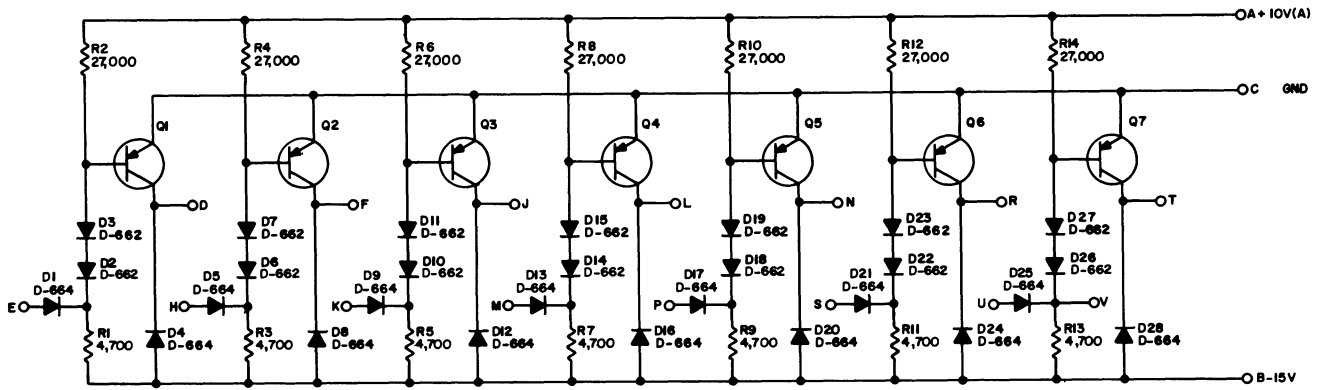 A+10V(A)
R2
27,000
R4
27,000
R6
27,000
R8
27,000
R10
27,000
R12
27,000
R14
27,000
C GND
Q1
Q2
Q3
Q4
Q5
Q6
Q7
D
F
J
L
N
R
T
D3
D-662
D7
D-662
D11
D-662
D15
D-662
D19
D-662
D23
D-662
D27
D-662
D2
D-662
D6
D-662
D10
D-662
D14
D-662
D18
D-662
D22
D-662
D26
D-662
D1
D-664
D5
D-664
D9
D-664
D13
D-664
D17
D-664
D21
D-664
D25
D-664
E
H
K
M
P
S
U
V
R1
4,700
D4
D-664
R3
4,700
D8
D-664
R5
4,700
D12
D-664
R7
4,700
D16
D-664
R9
4,700
D20
D-664
R11
4,700
D24
D-664
R13
4,700
D28
D-664
B-15V